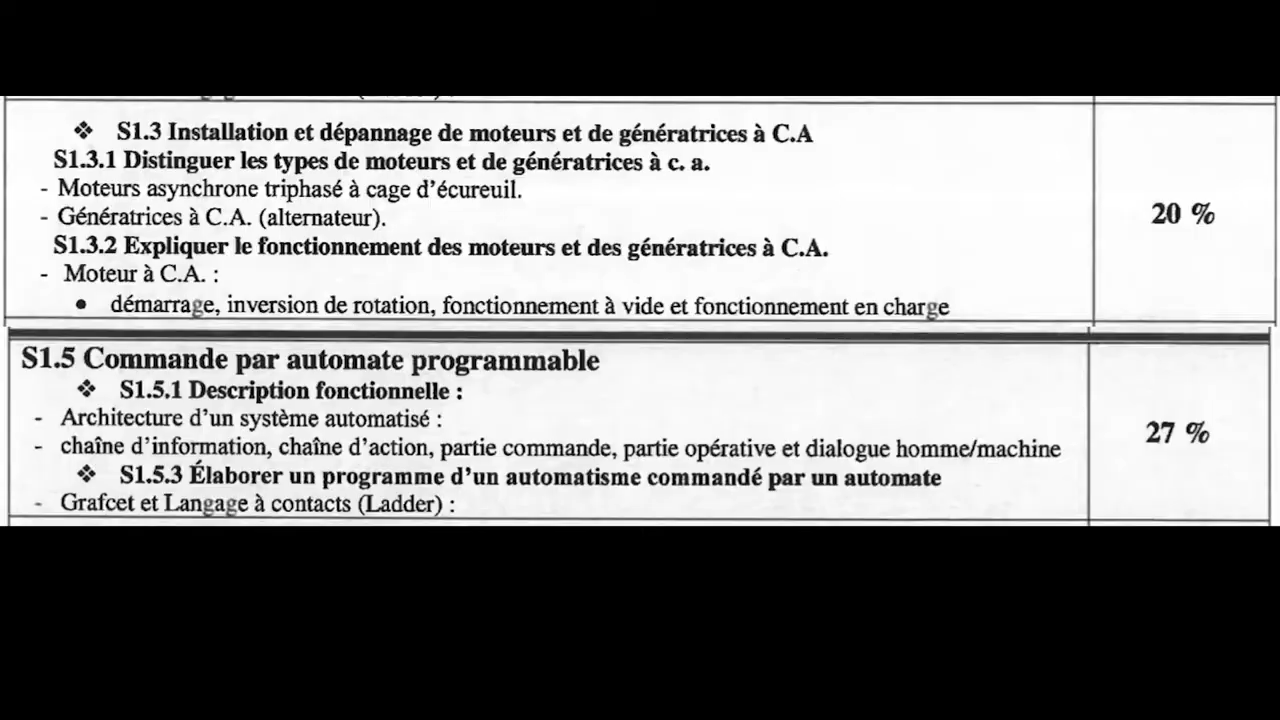 ❖ S1.3 Installation et dépannage de moteurs et de génératrices à C.A
S1.3.1 Distinguer les types de moteurs et de génératrices à c. a.
- Moteurs asynchrone triphasé à cage d'écureuil.
- Génératrices à C.A. (alternateur).
20 %
S1.3.2 Expliquer le fonctionnement des moteurs et des génératrices à C.A.
- Moteur à C.A. :
• démarrage, inversion de rotation, fonctionnement à vide et fonctionnement en charge
S1.5 Commande par automate programmable
❖ S1.5.1 Description fonctionnelle :
- Architecture d'un système automatisé :
27 %
- chaîne d'information, chaîne d'action, partie commande, partie opérative et dialogue homme/machine
❖ S1.5.3 Élaborer un programme d'un automatisme commandé par un automate
- Grafcet et Langage à contacts (Ladder) :